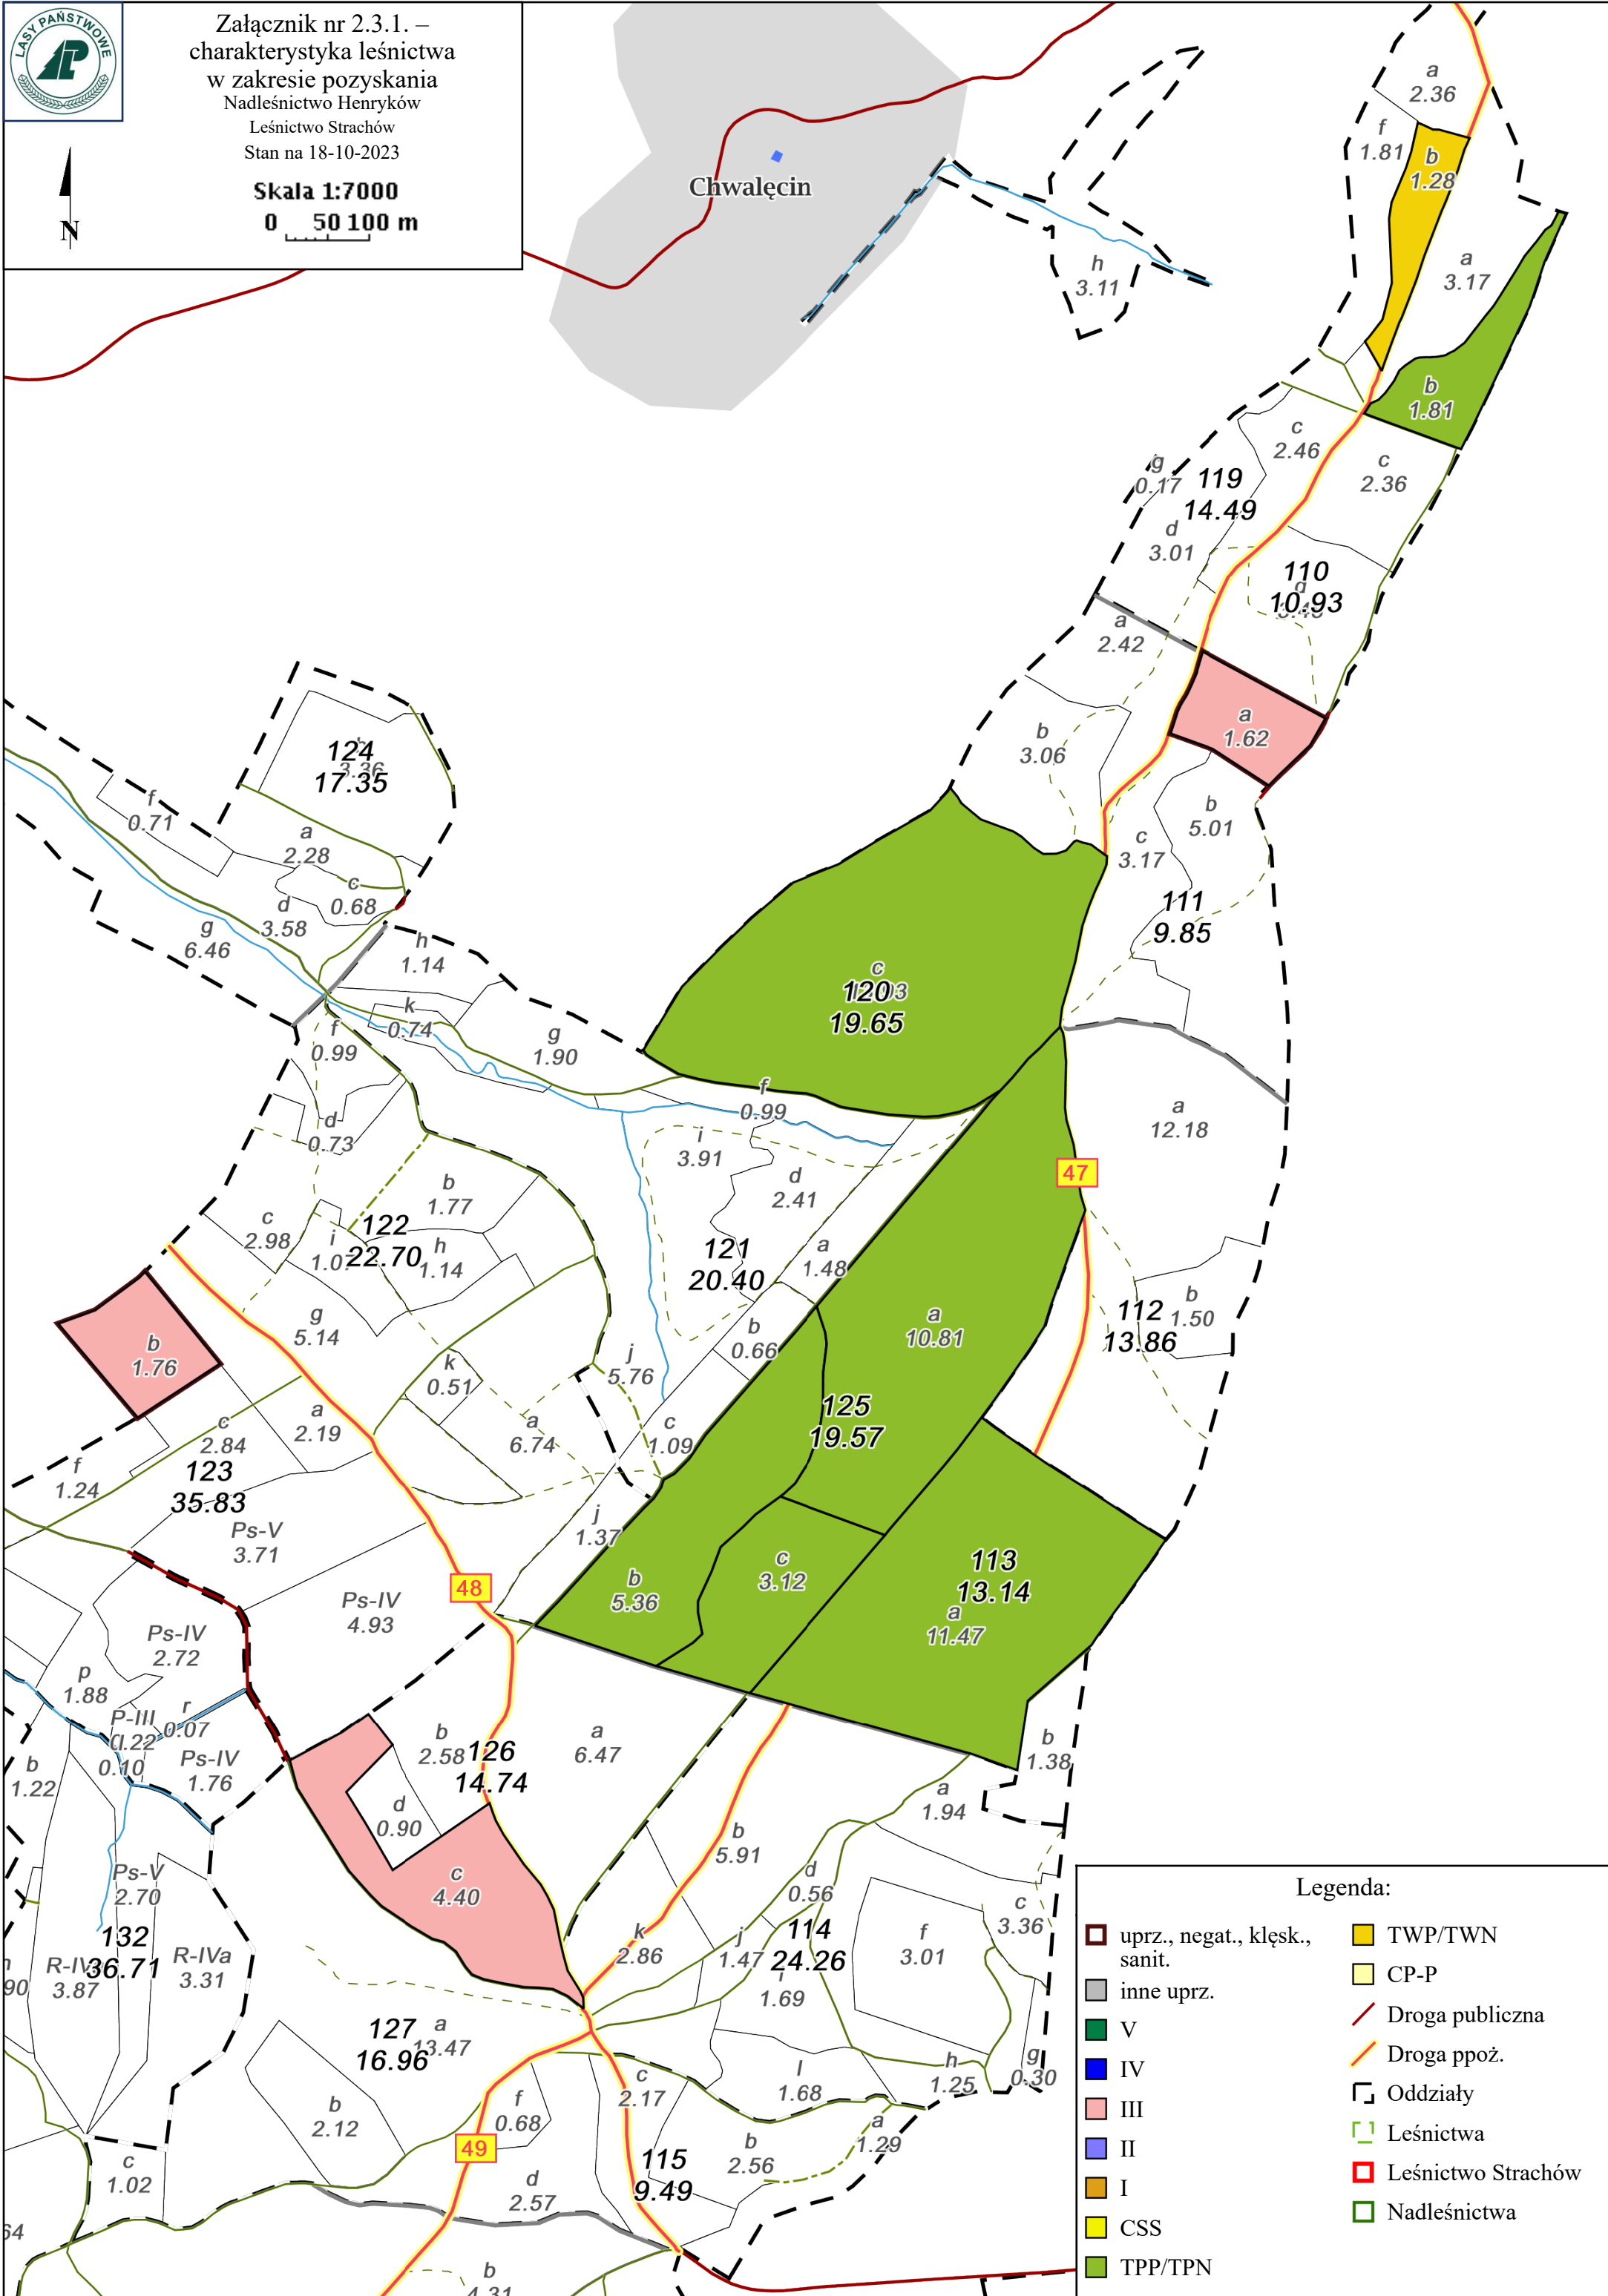 LASY PAŃSTWOWE
Załącznik nr 2.3.1. –
charakterystyka leśnictwa
w zakresie pozyskania
Nadleśnictwo Henryków
Leśnictwo Strachów
Stan na 18-10-2023
Skala 1:7000
0 50 100 m
N
Chwalęcin
a
2.36
f
1.81
b
1.28
a
3.17
h
3.11
b
1.81
c
2.46
c
2.36
g
0.17
119
14.49
d
3.01
110
10.93
a
2.42
a
1.62
b
3.06
b
5.01
c
3.17
111
9.85
124
17.35
f
0.71
a
2.28
c
0.68
d
3.58
g
6.46
h
1.14
k
0.74
f
0.99
g
1.90
c
120
19.65
f
0.99
a
12.18
d
0.73
i
3.91
d
2.41
47
b
1.77
c
2.98
122
22.70
i
h
1.14
121
20.40
a
1.48
a
10.81
112
13.86
b
1.50
g
5.14
b
0.66
b
1.76
k
0.51
j
5.76
125
19.57
a
2.19
c
2.84
a
6.74
c
1.09
f
1.24
123
35.83
Ps-V
3.71
j
1.37
113
13.14
a
11.47
c
3.12
b
5.36
48
Ps-IV
4.93
Ps-IV
2.72
p
1.88
r
0.07
P-III
0.10
Ps-IV
1.76
b
1.22
b
2.58
126
14.74
a
6.47
b
1.38
a
1.94
d
0.90
b
5.91
d
0.56
c
4.40
Ps-V
2.70
132
36.71
3.87
R-IVa
3.31
k
2.86
j
1.47
114
24.26
1.69
f
3.01
c
3.36
127
16.96
a
13.47
c
2.17
l
1.68
h
1.25
g
0.30
b
2.12
f
0.68
49
a
1.29
b
2.56
115
9.49
c
1.02
d
2.57
b
4.31
Legenda:
uprz., negat., klęsk.,
sanit.
inne uprz.
V
IV
III
II
I
CSS
TPP/TPN
TWP/TWN
CP-P
Droga publiczna
Droga ppoż.
Oddziały
Leśnictwa
Leśnictwo Strachów
Nadleśnictwa